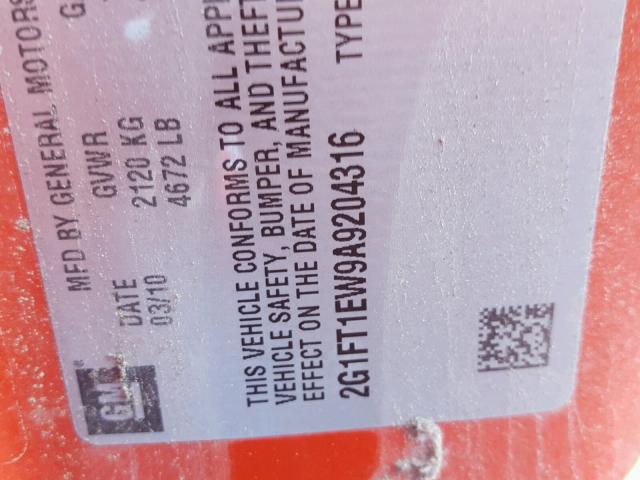 GM
MFD BY GENERAL MOTORS
DATE GVWR
03/10 2120 KG
4672 LB
THIS VEHICLE CONFORMS TO ALL APPL
VEHICLE SAFETY, BUMPER, AND THEFT
EFFECT ON THE DATE OF MANUFACTU
2G1FT1EW9A9204316 TYPE